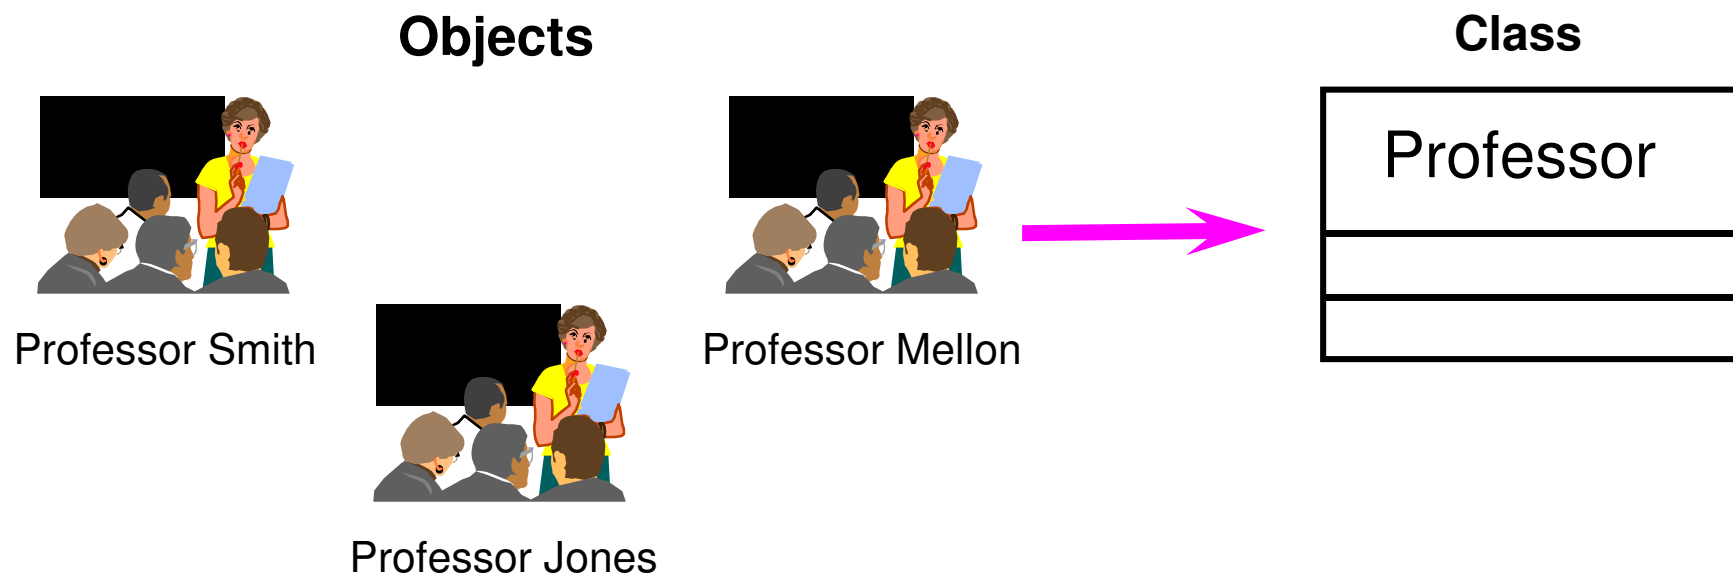 Objects
Class
Professor
Professor Smith
Professor Mellon
Professor Jones